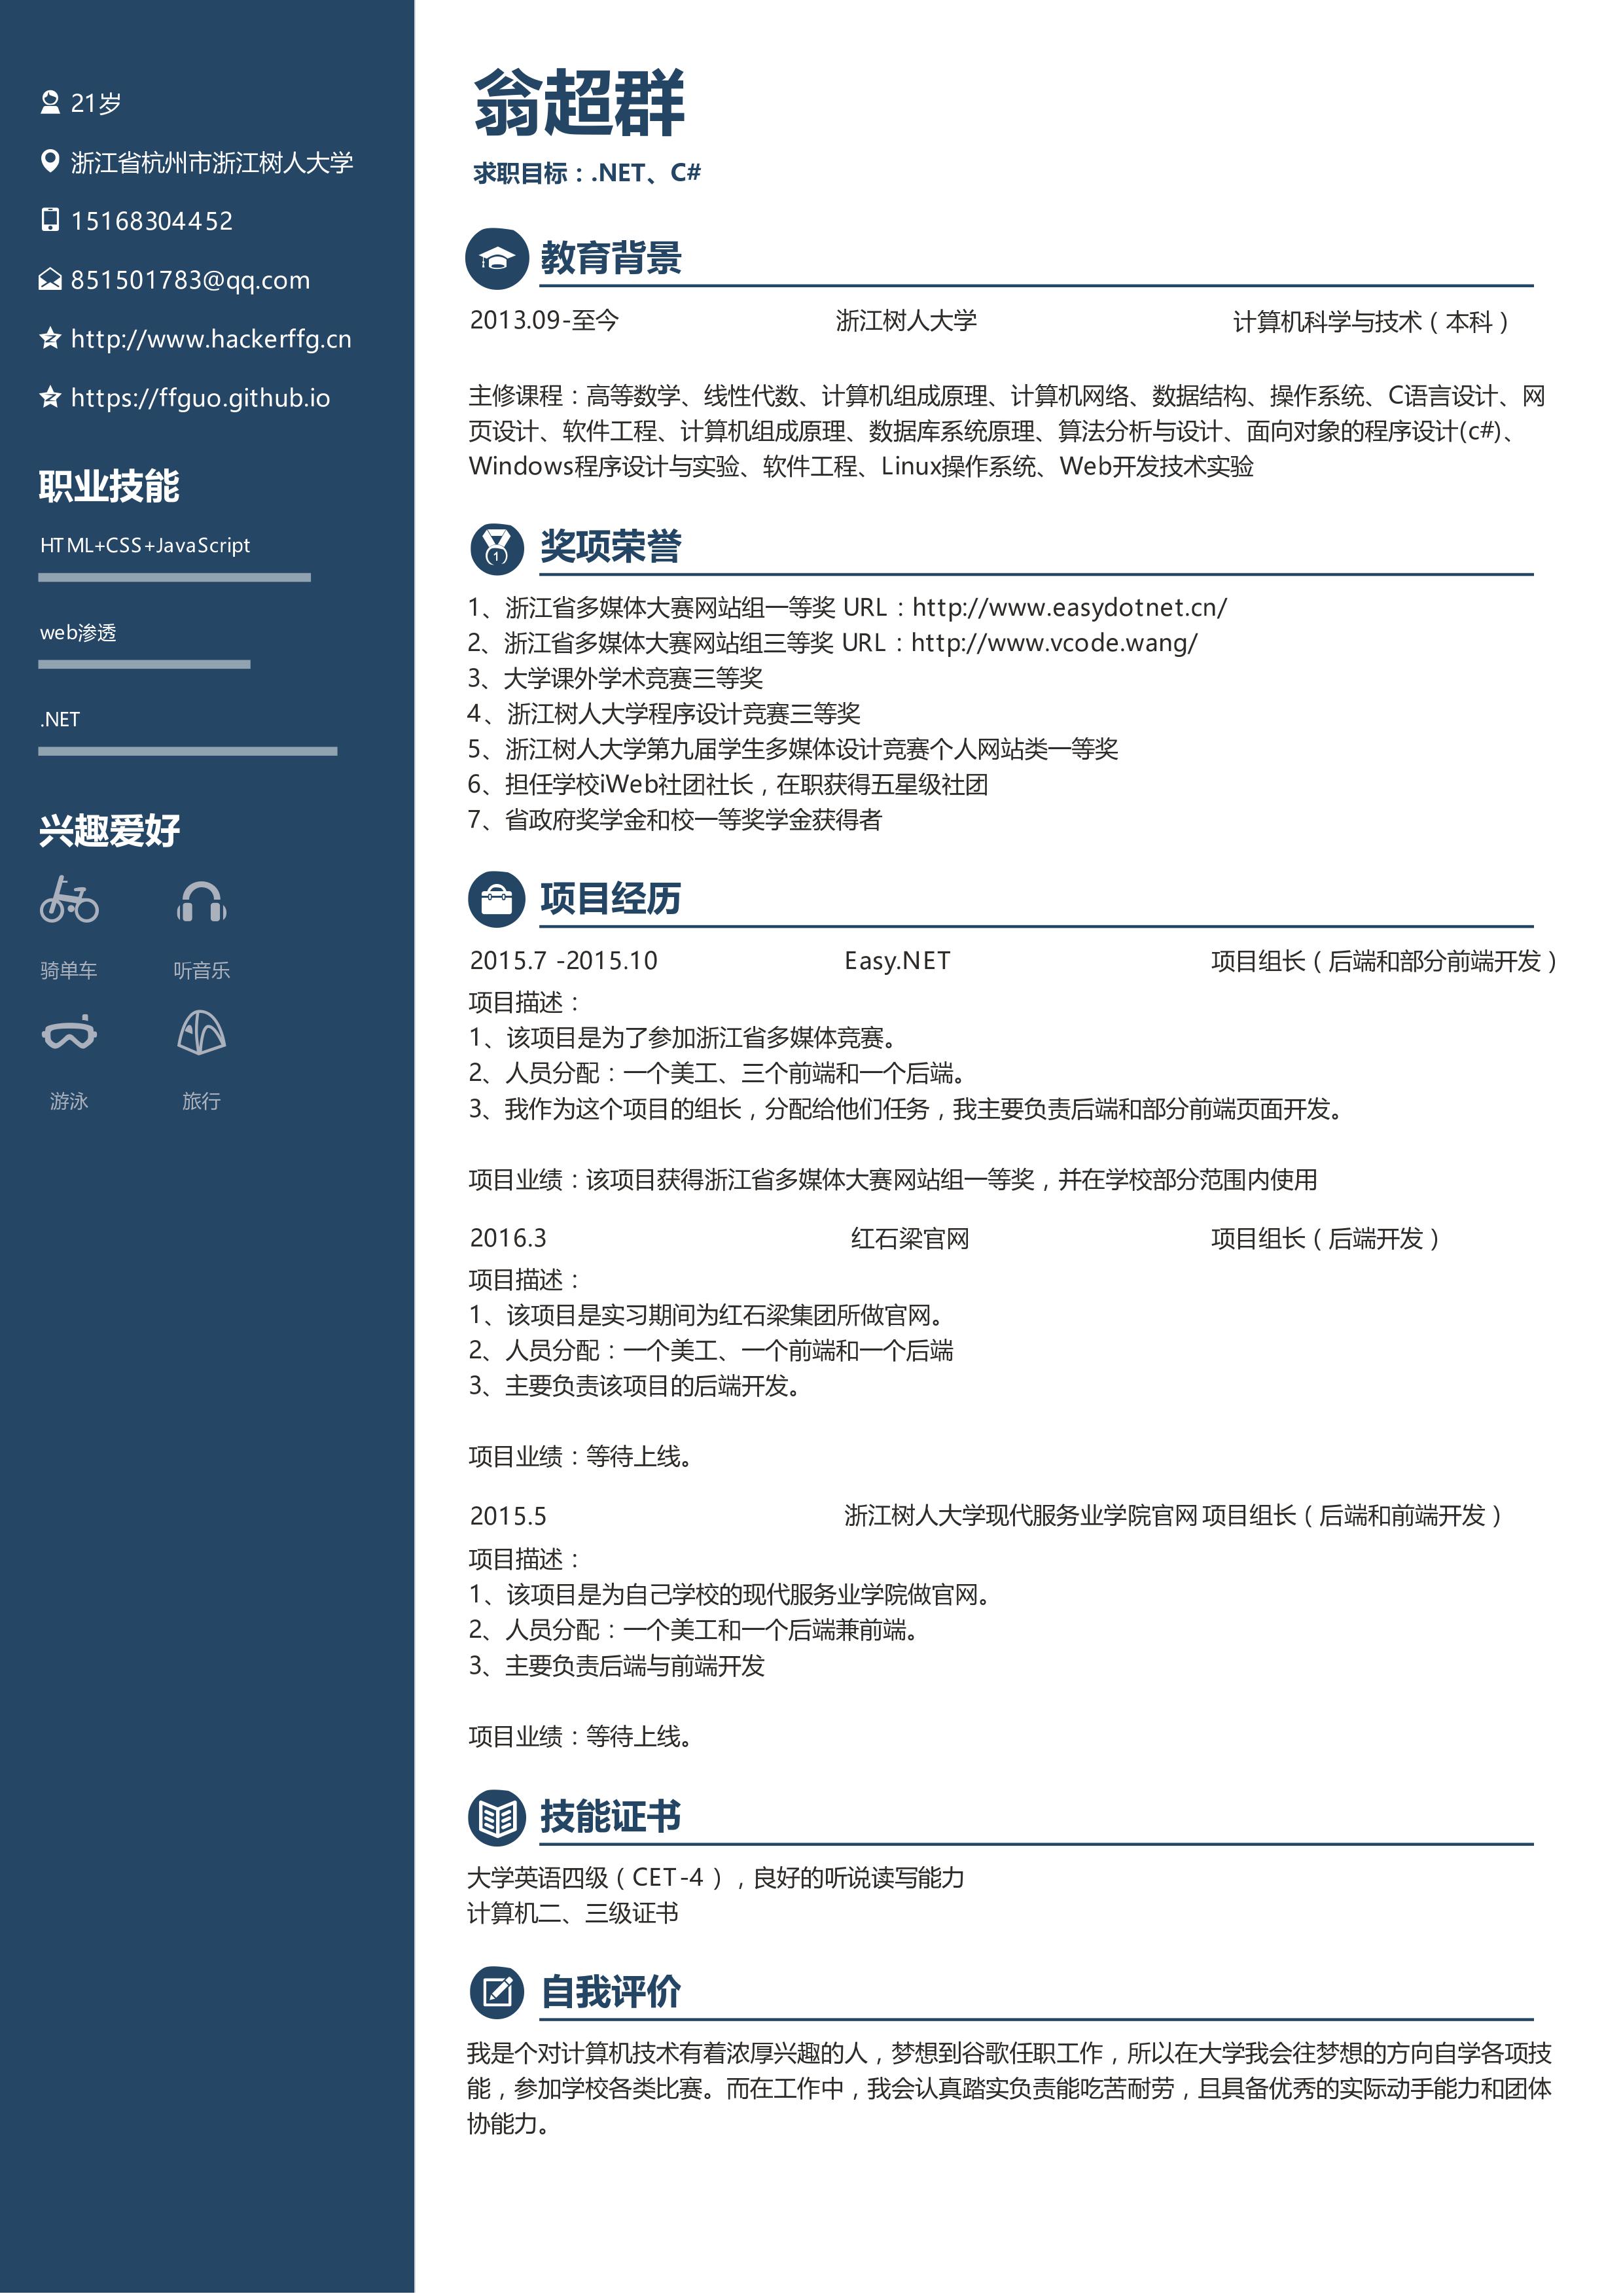 21岁
浙江省杭州市浙江树人大学
15168304452
851501783@qq.com
http://www.hackerffg.cn
https://ffguo.github.io
职业技能
HTML+CSS+JavaScript
web渗透
.NET
兴趣爱好
骑单车 听音乐
游泳 旅行
翁超群
求职目标：.NET、C#
教育背景
2013.09-至今 浙江树人大学 计算机科学与技术（本科）
主修课程：高等数学、线性代数、计算机组成原理、计算机网络、数据结构、操作系统、C语言设计、网
页设计、软件工程、计算机组成原理、数据库系统原理、算法分析与设计、面向对象的程序设计(c#)、
Windows程序设计与实验、软件工程、Linux操作系统、Web开发技术实验
奖项荣誉
1、浙江省多媒体大赛网站组一等奖 URL：http://www.easydotnet.cn/
2、浙江省多媒体大赛网站组三等奖 URL：http://www.vcode.wang/
3、大学课外学术竞赛三等奖
4、浙江树人大学程序设计竞赛三等奖
5、浙江树人大学第九届学生多媒体设计竞赛个人网站类一等奖
6、担任学校iWeb社团社长，在职获得五星级社团
7、省政府奖学金和校一等奖学金获得者
项目经历
2015.7 -2015.10 Easy.NET 项目组长（后端和部分前端开发）
项目描述：
1、该项目是为了参加浙江省多媒体竞赛。
2、人员分配：一个美工、三个前端和一个后端。
3、我作为这个项目的组长，分配给他们任务，我主要负责后端和部分前端页面开发。
项目业绩：该项目获得浙江省多媒体大赛网站组一等奖，并在学校部分范围内使用
2016.3 红石梁官网 项目组长（后端开发）
项目描述：
1、该项目是实习期间为红石梁集团所做官网。
2、人员分配：一个美工、一个前端和一个后端
3、主要负责该项目的后端开发。
项目业绩：等待上线。
2015.5 浙江树人大学现代服务业学院官网 项目组长（后端和前端开发）
项目描述：
1、该项目是为自己学校的现代服务业学院做官网。
2、人员分配：一个美工和一个后端兼前端。
3、主要负责后端与前端开发
项目业绩：等待上线。
技能证书
大学英语四级（CET-4），良好的听说读写能力
计算机二、三级证书
自我评价
我是个对计算机技术有着浓厚兴趣的人，梦想到谷歌任职工作，所以在大学我会往梦想的方向自学各项技
能，参加学校各类比赛。而在工作中，我会认真踏实负责能吃苦耐劳，且具备优秀的实际动手能力和团体
协能力。